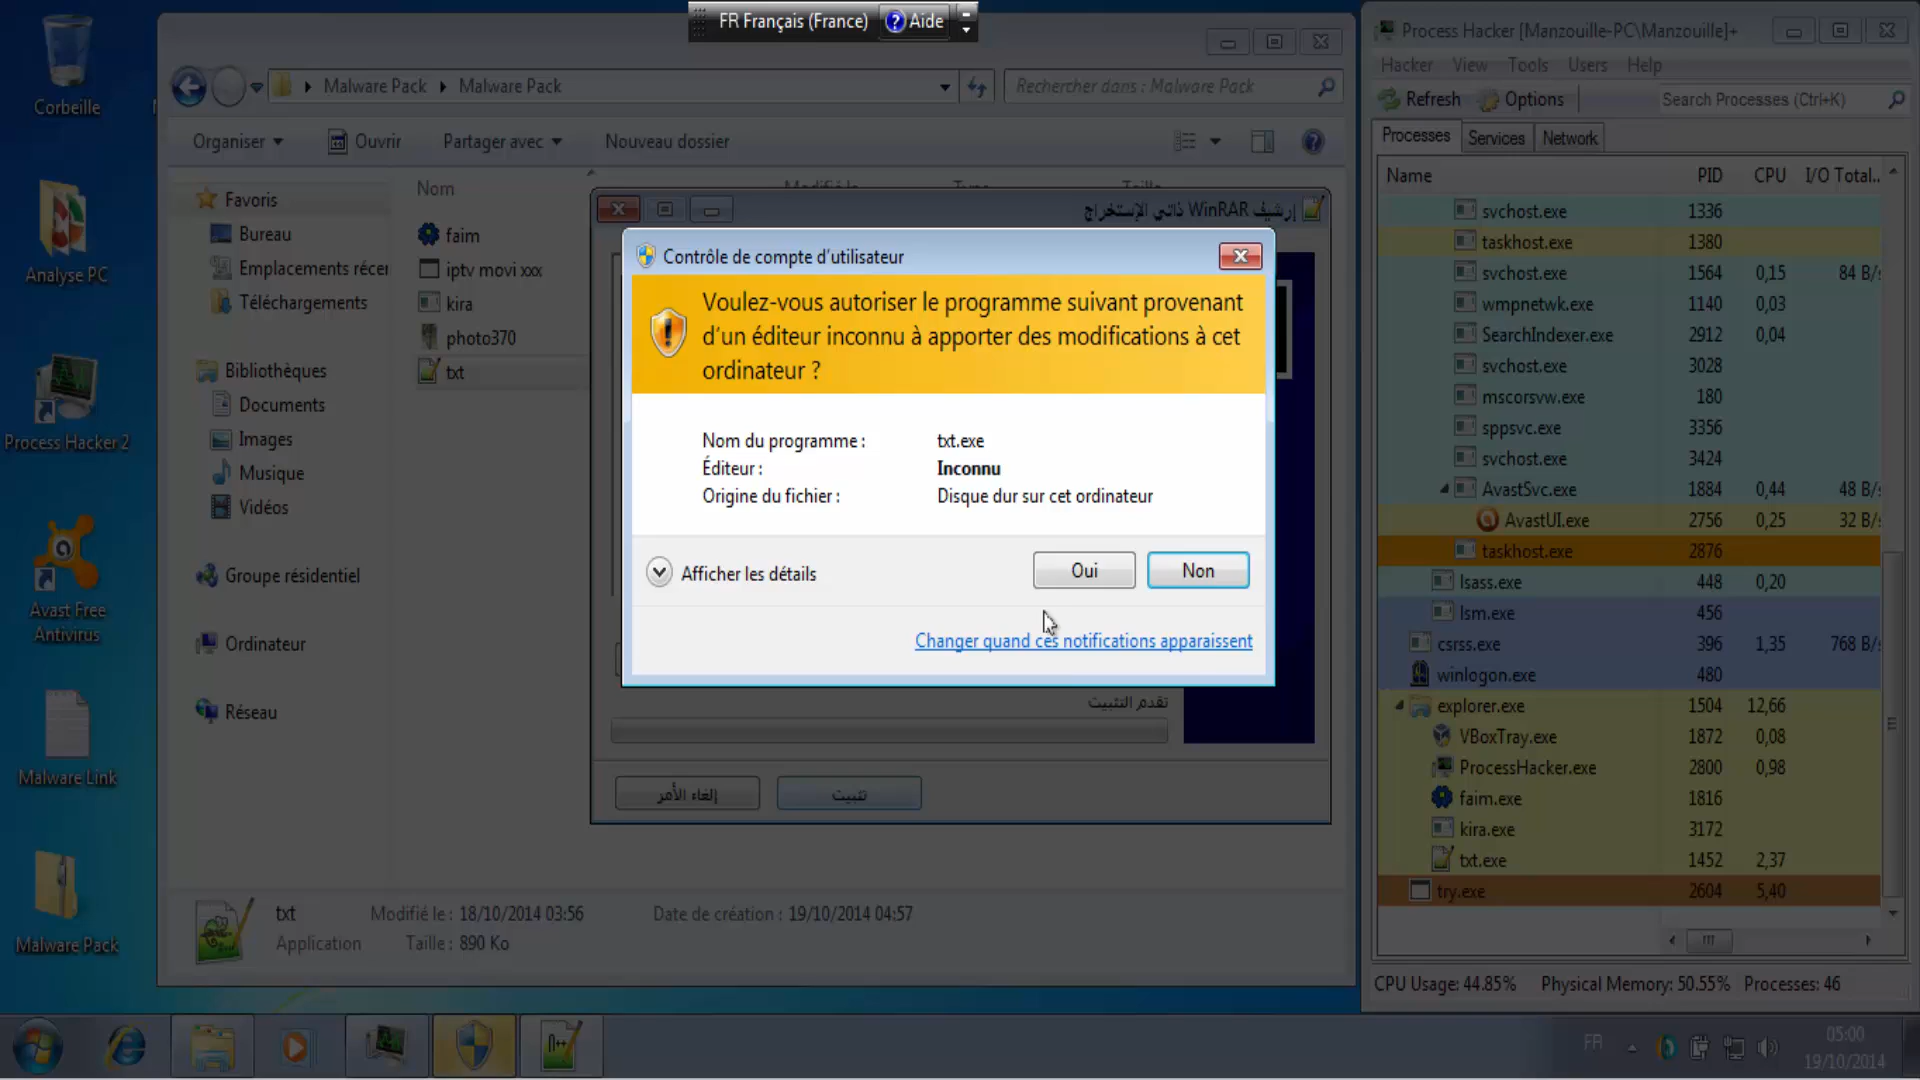 FR Français (France)
Aide
Corbeille
Analyse PC
Process Hacker 2
Avast Free
Antivirus
Malware Link
Malware Pack
Malware Pack
Malware Pack
Rechercher dans : Malware Pack
Organiser
Ouvrir
Partager avec
Nouveau dossier
Favoris
Bureau
Emplacements récer
Téléchargements
Bibliothèques
Documents
Images
Musique
Vidéos
Groupe résidentiel
Ordinateur
Réseau
Nom
faim
iptv movi xxx
kira
photo370
txt
إرشيف WinRAR ذاتي الإستخراج
Contrôle de compte d'utilisateur
Voulez-vous autoriser le programme suivant provenant
d'un éditeur inconnu à apporter des modifications à cet
ordinateur ?
Nom du programme : txt.exe
Éditeur : Inconnu
Origine du fichier : Disque dur sur cet ordinateur
Afficher les détails
Oui
Non
Changer quand ces notifications apparaissent
تقدم التثبيت
إلغاء الأمر
تثبيت
txt
Modifié le : 18/10/2014 03:56
Date de création : 19/10/2014 04:57
Application
Taille : 890 Ko
Process Hacker [Manzouille-PC\Manzouille]+
Hacker View Tools Users Help
Refresh
Options
Search Processes (Ctrl+K)
Processes
Services
Network
Name PID CPU I/O Total...
svchost.exe 1336
taskhost.exe 1380
svchost.exe 1564 0,15 84 B/
wmpnetwk.exe 1140 0,03
SearchIndexer.exe 2912 0,04
svchost.exe 3028
mscorsvw.exe 180
sppsvc.exe 3356
svchost.exe 3424
AvastSvc.exe 1884 0,44 48 B/
AvastUI.exe 2756 0,25 32 B/
taskhost.exe 2876
lsass.exe 448 0,20
lsm.exe 456
csrss.exe 396 1,35 768 B/
winlogon.exe 480
explorer.exe 1504 12,66
VBoxTray.exe 1872 0,08
ProcessHacker.exe 2800 0,98
faim.exe 1816
kira.exe 3172
txt.exe 1452 2,37
try.exe 2604 5,40
CPU Usage: 44.85% Physical Memory: 50.55% Processes: 46
FR
05:00
19/10/2014